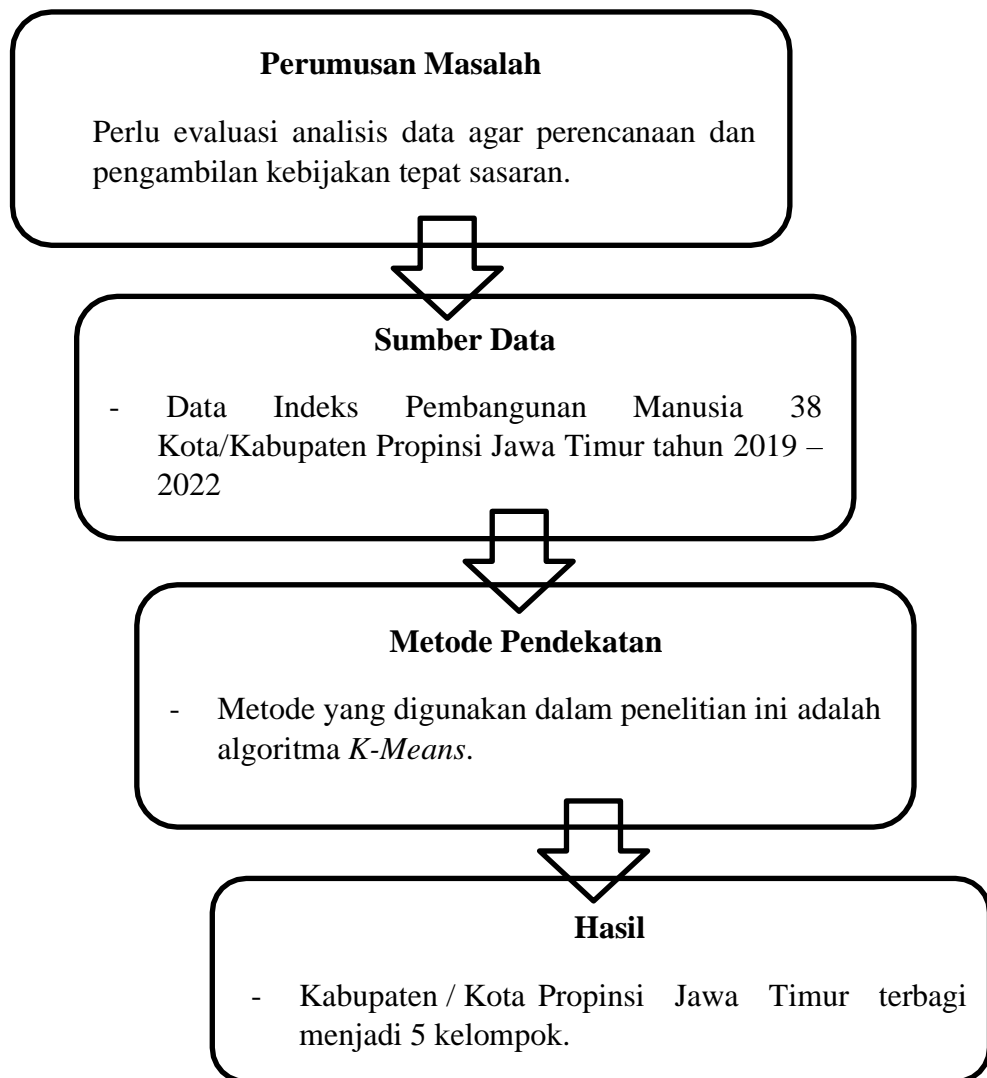 Perumusan Masalah
Perlu evaluasi analisis data agar perencanaan dan
pengambilan kebijakan tepat sasaran.
Sumber Data
- Data Indeks Pembangunan Manusia 38
Kota/Kabupaten Propinsi Jawa Timur tahun 2019 –
2022
Metode Pendekatan
- Metode yang digunakan dalam penelitian ini adalah
algoritma K-Means.
Hasil
- Kabupaten / Kota Propinsi Jawa Timur terbagi
menjadi 5 kelompok.